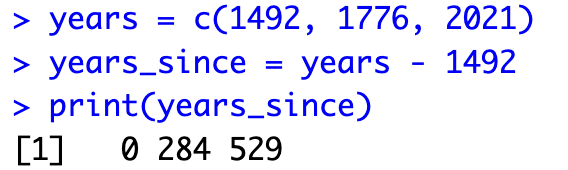 > years = c(1492, 1776, 2021)
> years_since = years - 1492
> print(years_since)
[1]   0 284 529